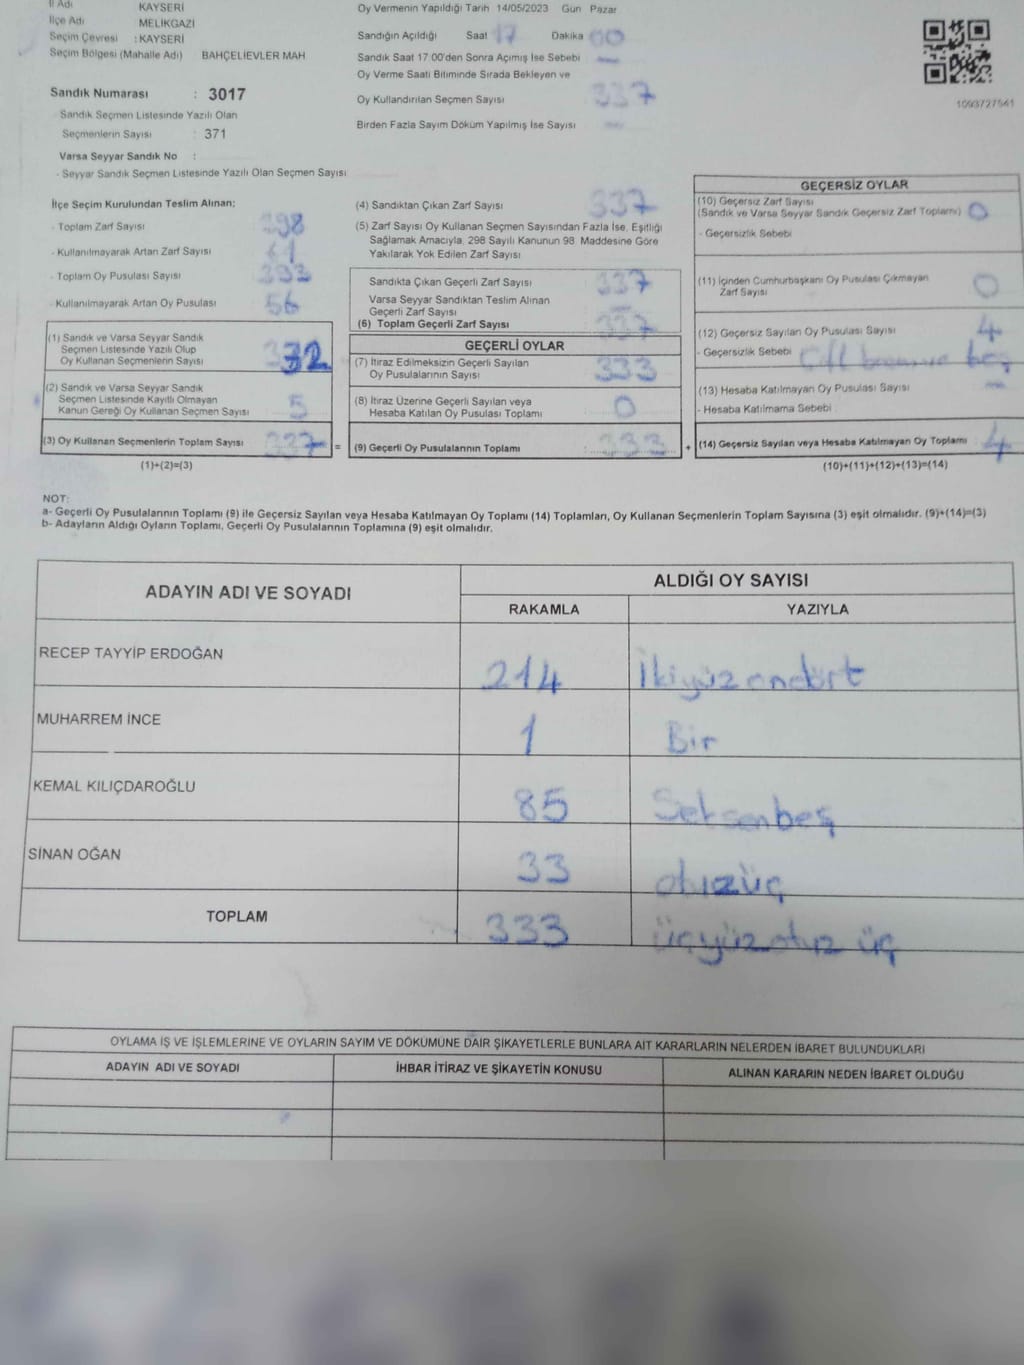 İl Adı KAYSERİ
İlçe Adı MELİKGAZİ
Seçim Çevresi : KAYSERİ
Seçim Bölgesi (Mahalle Adı) BAHÇELİEVLER MAH
Sandık Numarası : 3017
Sandık Seçmen Listesinde Yazılı Olan
Seçmenlerin Sayısı : 371
Varsa Seyyar Sandık No :
- Seyyar Sandık Seçmen Listesinde Yazılı Olan Seçmen Sayısı
Oy Vermenin Yapıldığı Tarih 14/05/2023 Gün Pazar
Sandığın Açıldığı Saat 17 Dakika 00
Sandık Saat 17:00'den Sonra Açımış İse Sebebi —
Oy Verme Saati Bitiminde Sırada Bekleyen ve
Oy Kullandırılan Seçmen Sayısı 337
Birden Fazla Sayım Döküm Yapılmış İse Sayısı —
1093727541
İlçe Seçim Kurulundan Teslim Alınan:
- Toplam Zarf Sayısı 398
- Kullanılmayarak Artan Zarf Sayısı 61
- Toplam Oy Pusulası Sayısı 393
- Kullanılmayarak Artan Oy Pusulası 56
(1) Sandık ve Varsa Seyyar Sandık
Seçmen Listesinde Yazılı Olup
Oy Kullanan Seçmenlerin Sayısı 332
(2) Sandık ve Varsa Seyyar Sandık
Seçmen Listesinde Kayıtlı Olmayan
Kanun Gereği Oy Kullanan Seçmen Sayısı 5
(3) Oy Kullanan Seçmenlerin Toplam Sayısı 337 =
(1)+(2)=(3)
(4) Sandıktan Çıkan Zarf Sayısı 337
(5) Zarf Sayısı Oy Kullanan Seçmen Sayısından Fazla İse, Eşitliği
Sağlamak Amacıyla, 298 Sayılı Kanunun 98. Maddesine Göre
Yakılarak Yok Edilen Zarf Sayısı —
Sandıkta Çıkan Geçerli Zarf Sayısı 337
Varsa Seyyar Sandıktan Teslim Alınan
Geçerli Zarf Sayısı —
(6) Toplam Geçerli Zarf Sayısı 337
GEÇERLİ OYLAR
(7) İtiraz Edilmeksizin Geçerli Sayılan
Oy Pusulalarının Sayısı 333
(8) İtiraz Üzerine Geçerli Sayılan veya
Hesaba Katılan Oy Pusulası Toplamı 0
(9) Geçerli Oy Pusulalarının Toplamı : 333 +
GEÇERSİZ OYLAR
(10) Geçersiz Zarf Sayısı
(Sandık ve Varsa Seyyar Sandık Geçersiz Zarf Toplamı) 0
- Geçersizlik Sebebi
(11) İçinden Cumhurbaşkanı Oy Pusulası Çıkmayan
Zarf Sayısı 0
(12) Geçersiz Sayılan Oy Pusulası Sayısı 4
- Geçersizlik Sebebi
(13) Hesaba Katılmayan Oy Pusulası Sayısı —
- Hesaba Katılmama Sebebi
(14) Geçersiz Sayılan veya Hesaba Katılmayan Oy Toplamı : 4
(10)+(11)+(12)+(13)=(14)
NOT:
a- Geçerli Oy Pusulalarının Toplamı (9) ile Geçersiz Sayılan veya Hesaba Katılmayan Oy Toplamı (14) Toplamları, Oy Kullanan Seçmenlerin Toplam Sayısına (3) eşit olmalıdır. (9)+(14)=(3)
b- Adayların Aldığı Oyların Toplamı, Geçerli Oy Pusulalarının Toplamına (9) eşit olmalıdır.
ADAYIN ADI VE SOYADI ALDIĞI OY SAYISI
RAKAMLA YAZIYLA
RECEP TAYYİP ERDOĞAN 214 İkiyüzondört
MUHARREM İNCE 1 Bir
KEMAL KILIÇDAROĞLU 85 Seksenbeş
SİNAN OĞAN 33 otuzüç
TOPLAM 333 üçyüzotuz üç
OYLAMA İŞ VE İŞLEMLERİNE VE OYLARIN SAYIM VE DÖKÜMÜNE DAİR ŞİKAYETLERLE BUNLARA AİT KARARLARIN NELERDEN İBARET BULUNDUKLARI
ADAYIN ADI VE SOYADI İHBAR İTİRAZ VE ŞİKAYETİN KONUSU ALINAN KARARIN NEDEN İBARET OLDUĞU